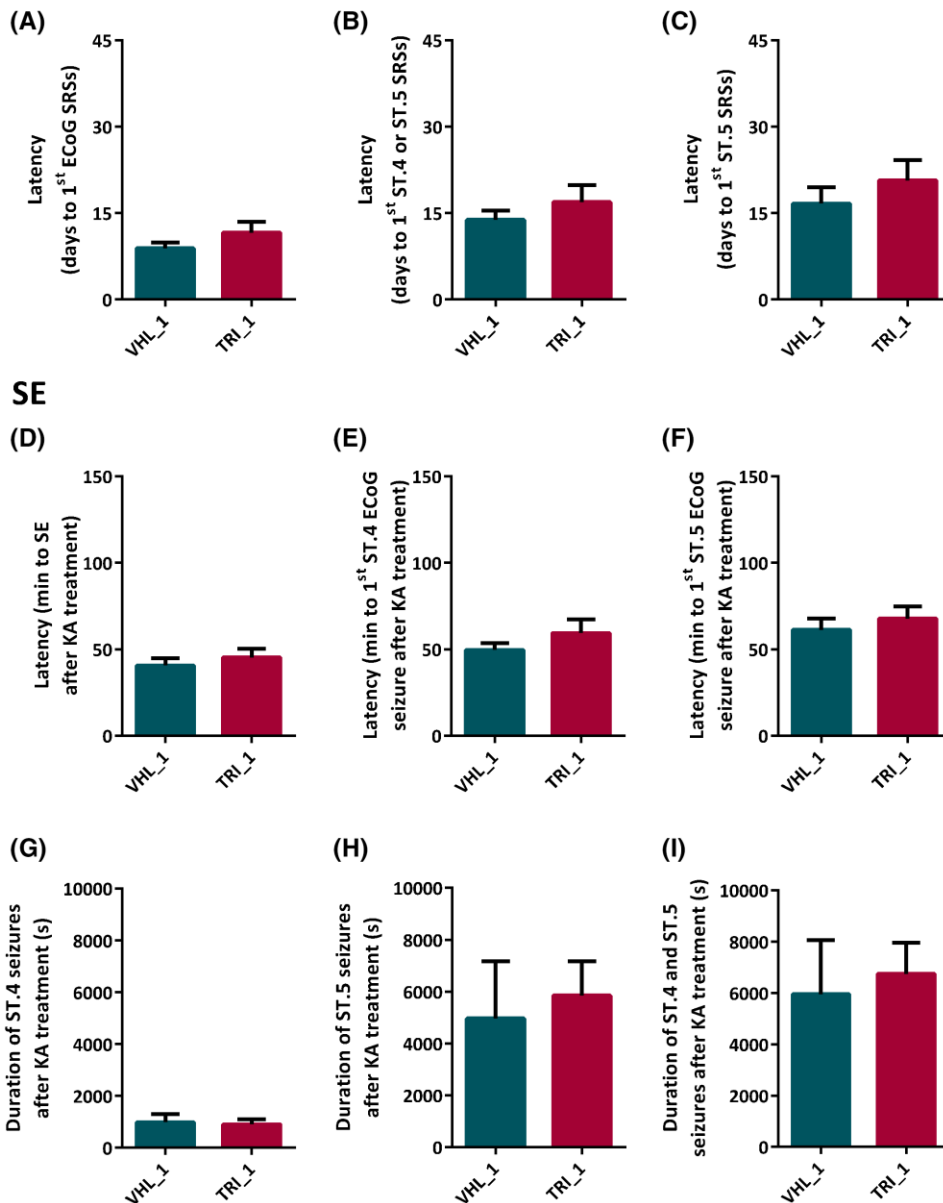 (A)
Latency
(days to 1st ECoG SRSs)
45
30
15
0
VHL_1
TRI_1
(B)
Latency
(days to 1st ST.4 or ST.5 SRSs)
45
30
15
0
VHL_1
TRI_1
(C)
Latency
(days to 1st ST.5 SRSs)
45
30
15
0
VHL_1
TRI_1
SE
(D)
Latency (min to SE
after KA treatment)
150
100
50
0
VHL_1
TRI_1
(E)
Latency (min to 1st ST.4 ECoG
seizure after KA treatment)
150
100
50
0
VHL_1
TRI_1
(F)
Latency (min to 1st ST.5 ECoG
seizure after KA treatment)
150
100
50
0
VHL_1
TRI_1
(G)
Duration of ST.4 seizures
after KA treatment (s)
10000
8000
6000
4000
2000
0
VHL_1
TRI_1
(H)
Duration of ST.5 seizures
after KA treatment (s)
10000
8000
6000
4000
2000
0
VHL_1
TRI_1
(I)
Duration of ST.4 and ST.5
seizures after KA treatment (s)
10000
8000
6000
4000
2000
0
VHL_1
TRI_1